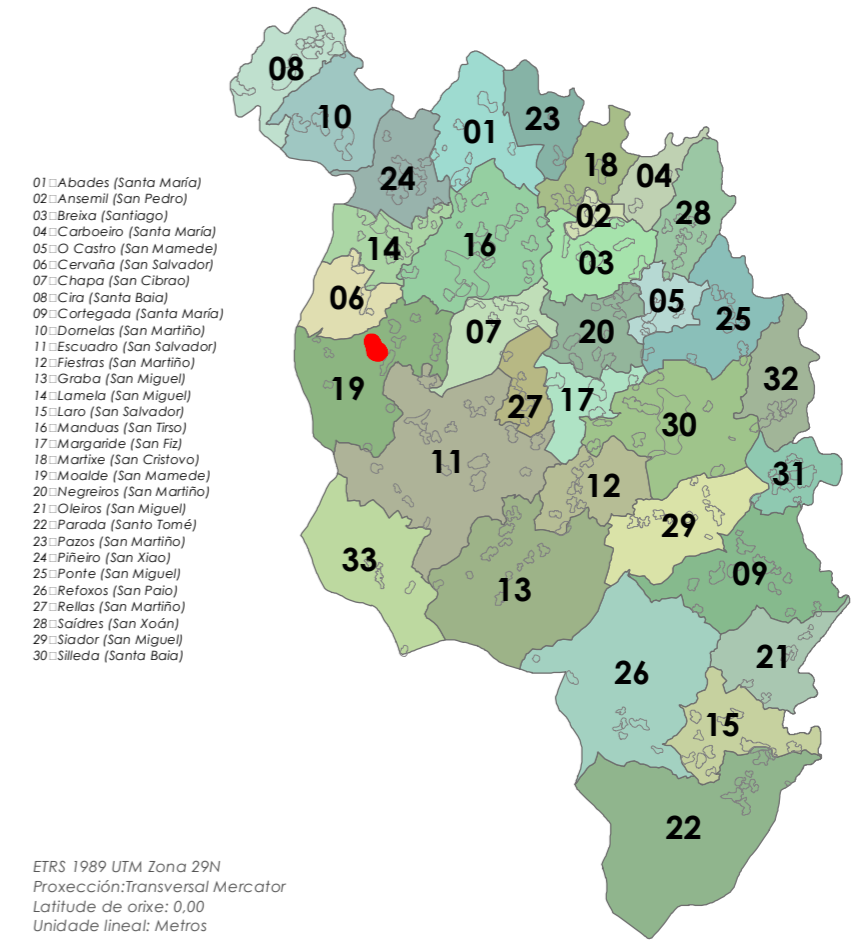 08
10
01
23
24
18
04
02
28
14
16
03
06
05
07
20
25
19
32
27
17
30
11
12
31
29
33
13
09
26
21
15
22
01□Abades (Santa María)
02□Ansemil (San Pedro)
03□Breixa (Santiago)
04□Carboeiro (Santa María)
05□O Castro (San Mamede)
06□Cervaña (San Salvador)
07□Chapa (San Cibrao)
08□Cira (Santa Baia)
09□Cortegada (Santa María)
10□Dornelas (San Martiño)
11□Escuadro (San Salvador)
12□Fiestras (San Martiño)
13□Graba (San Miguel)
14□Lamela (San Miguel)
15□Laro (San Salvador)
16□Manduas (San Tirso)
17□Margaride (San Fiz)
18□Martixe (San Cristovo)
19□Moalde (San Mamede)
20□Negreiros (San Martiño)
21□Oleiros (San Miguel)
22□Parada (Santo Tomé)
23□Pazos (San Martiño)
24□Piñeiro (San Xiao)
25□Ponte (San Miguel)
26□Refoxos (San Paio)
27□Rellas (San Martiño)
28□Saídres (San Xoán)
29□Siador (San Miguel)
30□Silleda (Santa Baia)
ETRS 1989 UTM Zona 29N
Proxección:Transversal Mercator
Latitude de orixe: 0,00
Unidade lineal: Metros